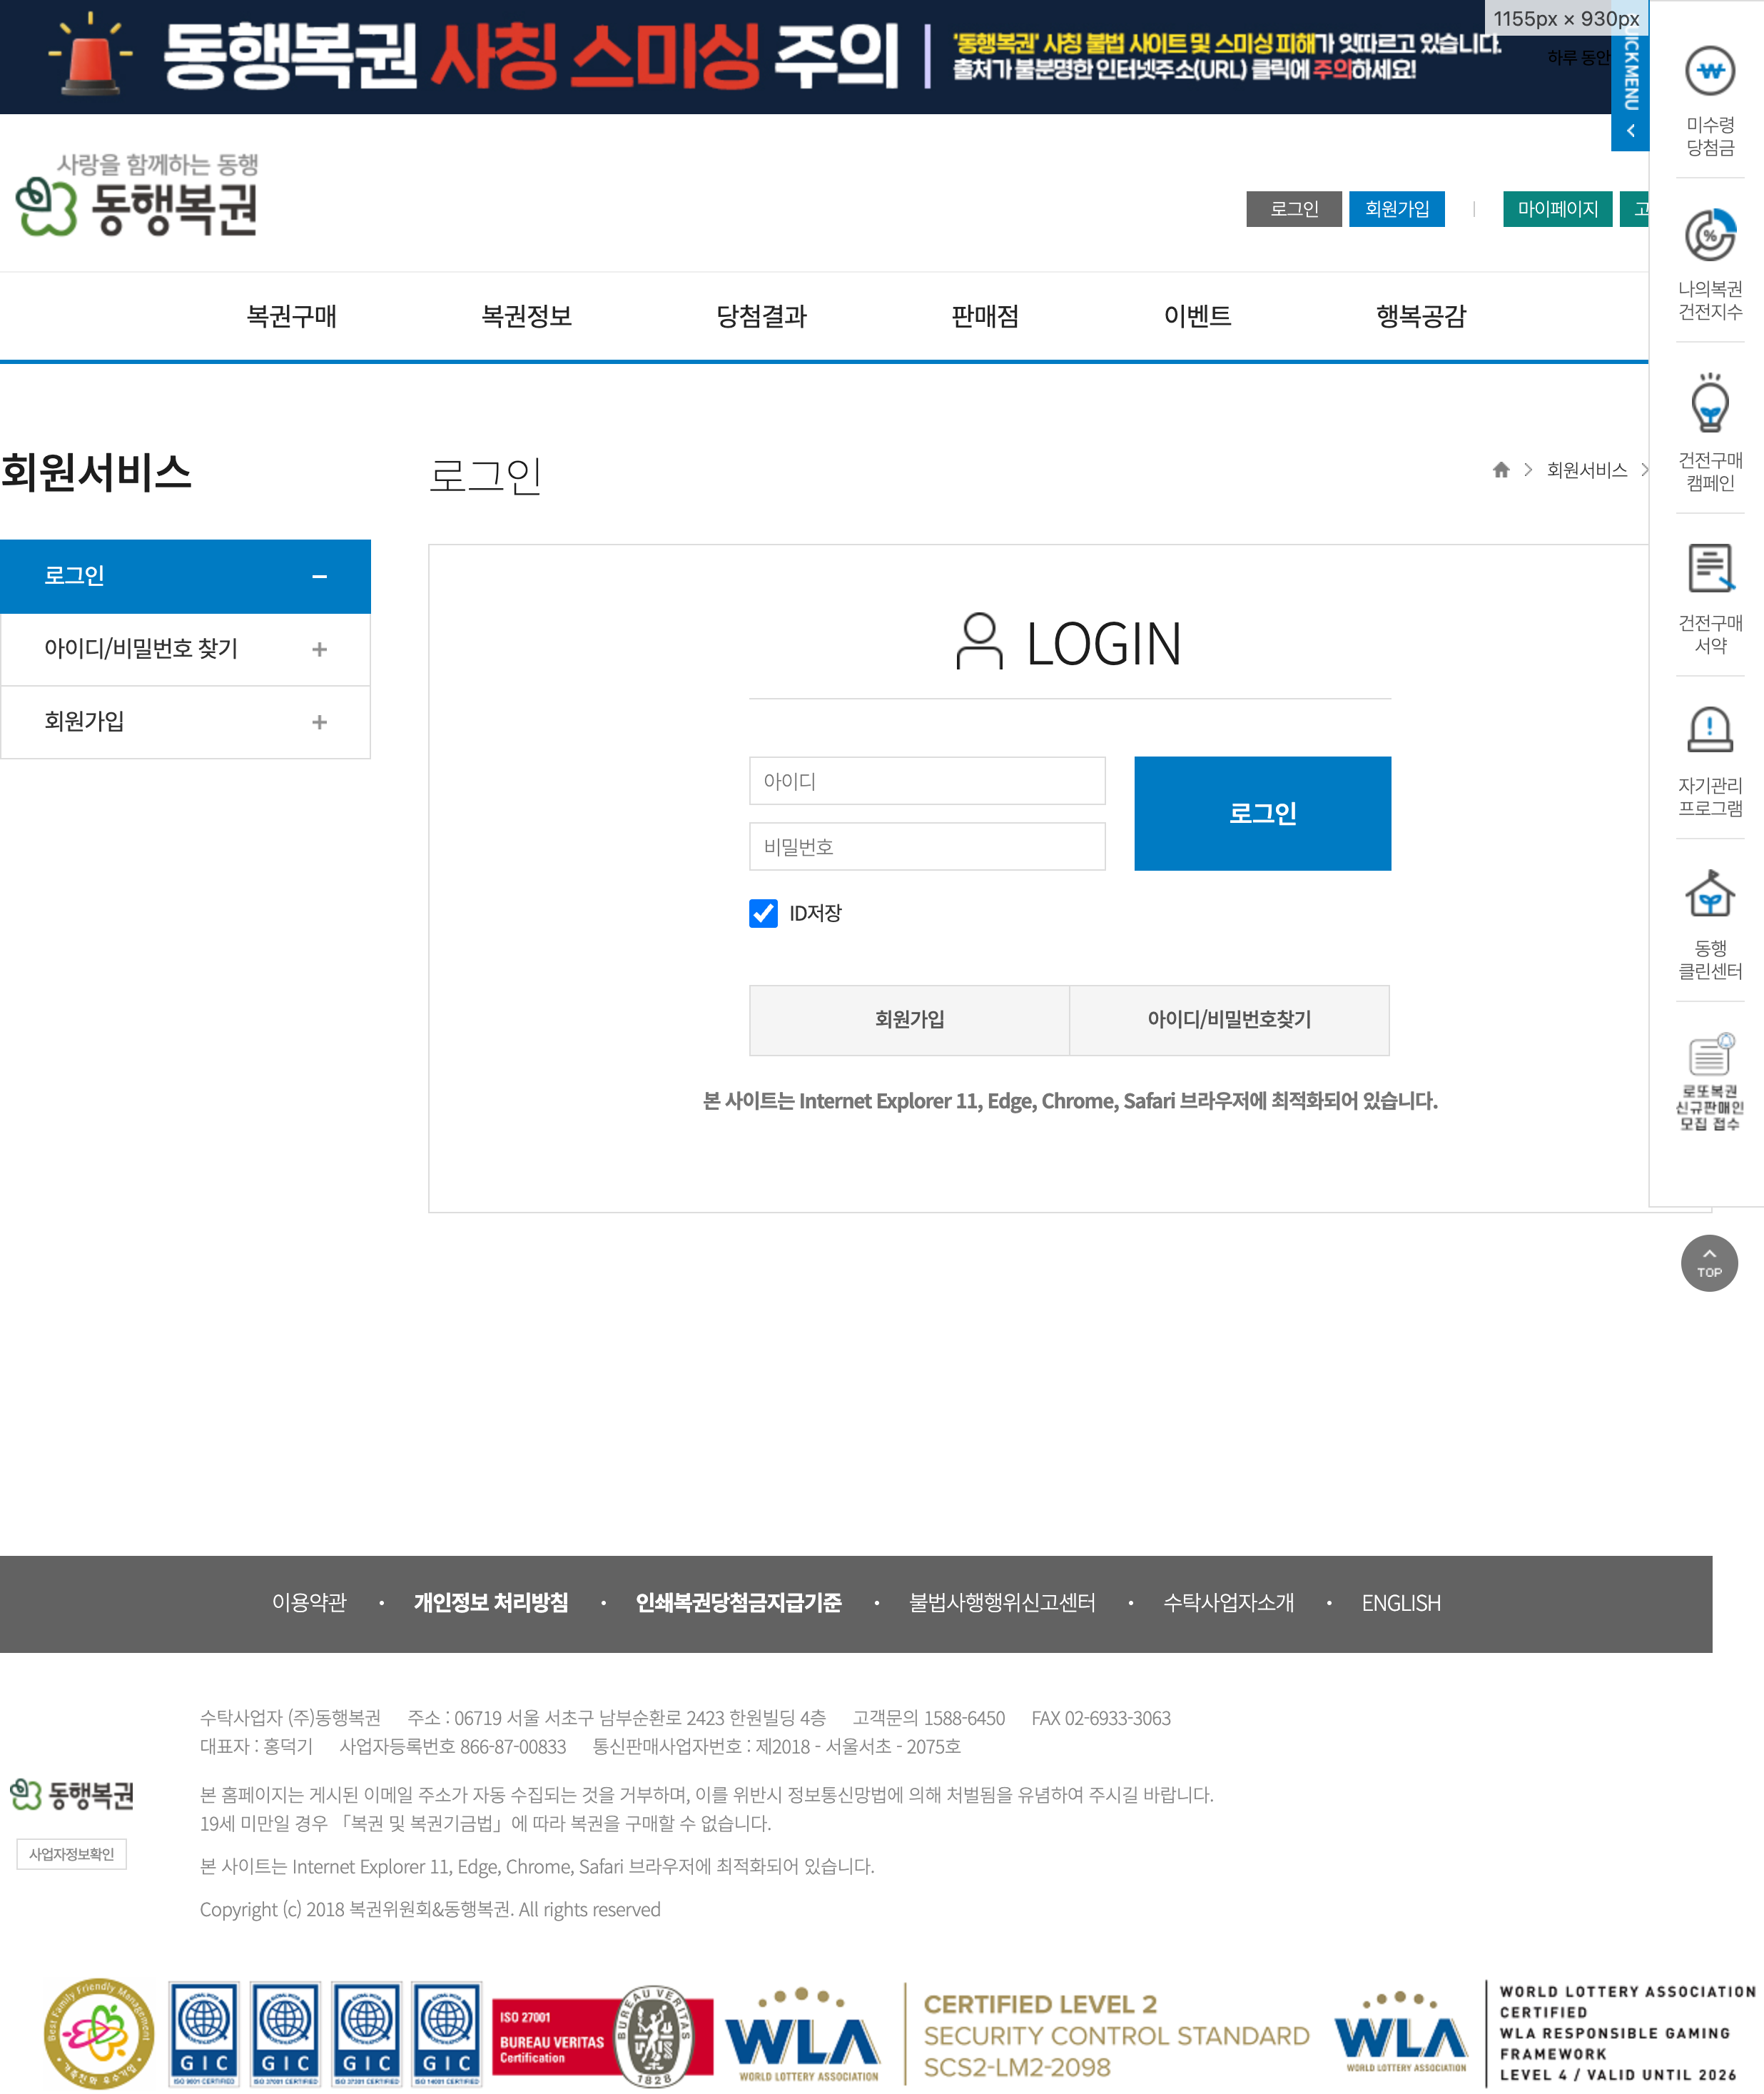 동행복권 사칭 스미싱 주의
'동행복권' 사칭 불법 사이트 및 스미싱 피해가 잇따르고 있습니다.
출처가 불분명한 인터넷주소(URL) 클릭에 주의하세요!
1155px × 930px
하루 동안
UICK MENU
사랑을 함께하는 동행
동행복권
로그인
회원가입
마이페이지
고
복권구매
복권정보
당첨결과
판매점
이벤트
행복공감
회원서비스
로그인
회원서비스
로그인
아이디/비밀번호 찾기
회원가입
LOGIN
아이디
비밀번호
로그인
ID저장
회원가입
아이디/비밀번호찾기
본 사이트는 Internet Explorer 11, Edge, Chrome, Safari 브라우저에 최적화되어 있습니다.
미수령
당첨금
나의복권
건전지수
건전구매
캠페인
건전구매
서약
자기관리
프로그램
동행
클린센터
로또복권
신규판매인
모집 접수
TOP
이용약관 • 개인정보 처리방침 • 인쇄복권당첨금지급기준 • 불법사행행위신고센터 • 수탁사업자소개 • ENGLISH
동행복권
사업자정보확인
수탁사업자 (주)동행복권 주소 : 06719 서울 서초구 남부순환로 2423 한원빌딩 4층 고객문의 1588-6450 FAX 02-6933-3063
대표자 : 홍덕기 사업자등록번호 866-87-00833 통신판매사업자번호 : 제2018 - 서울서초 - 2075호
본 홈페이지는 게시된 이메일 주소가 자동 수집되는 것을 거부하며, 이를 위반시 정보통신망법에 의해 처벌됨을 유념하여 주시길 바랍니다.
19세 미만일 경우 「복권 및 복권기금법」에 따라 복권을 구매할 수 없습니다.
본 사이트는 Internet Explorer 11, Edge, Chrome, Safari 브라우저에 최적화되어 있습니다.
Copyright (c) 2018 복권위원회&동행복권. All rights reserved
Best Family Friendly Management
가족친화 우수기업
GIC
ISO 9001 CERTIFIED
GIC
ISO 37001 CERTIFIED
GIC
ISO 37301 CERTIFIED
GIC
ISO 14001 CERTIFIED
ISO 27001
BUREAU VERITAS
Certification
BUREAU VERITAS
1828
WLA
WORLD LOTTERY ASSOCIATION
CERTIFIED LEVEL 2
SECURITY CONTROL STANDARD
SCS2-LM2-2098
WLA
WORLD LOTTERY ASSOCIATION
WORLD LOTTERY ASSOCIATION
CERTIFIED
WLA RESPONSIBLE GAMING
FRAMEWORK
LEVEL 4 / VALID UNTIL 2026